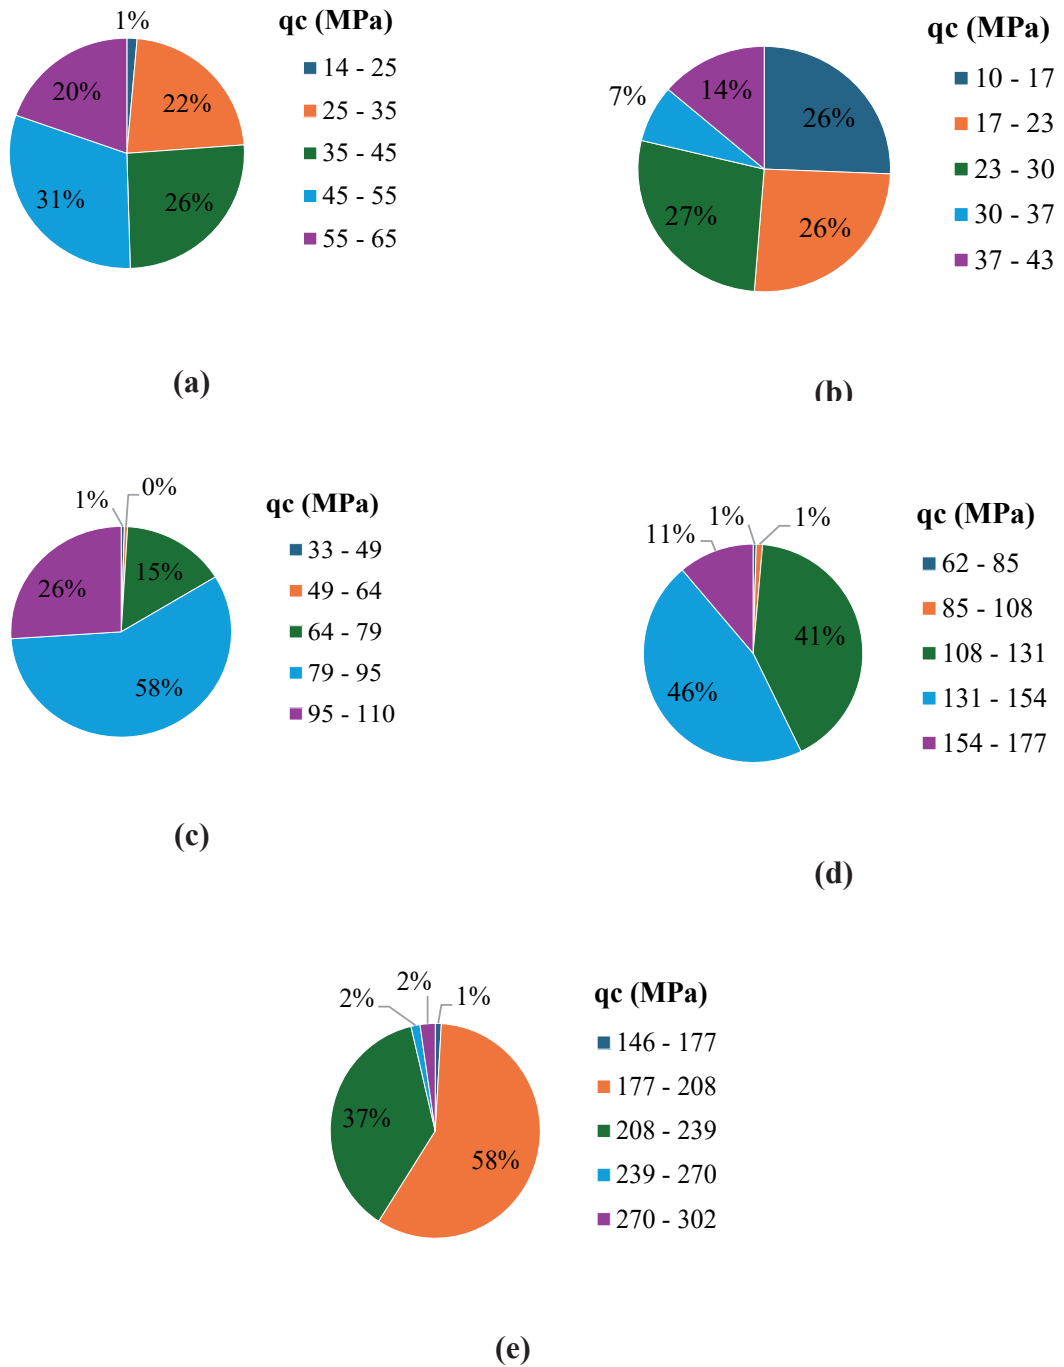 1%
20%
22%
31%
26%
qc (MPa)
14 - 25
25 - 35
35 - 45
45 - 55
55 - 65
(a)
7%
14%
26%
27%
26%
qc (MPa)
10 - 17
17 - 23
23 - 30
30 - 37
37 - 43
(b)
1%
0%
26%
15%
58%
qc (MPa)
33 - 49
49 - 64
64 - 79
79 - 95
95 - 110
(c)
11%
1%
1%
41%
46%
qc (MPa)
62 - 85
85 - 108
108 - 131
131 - 154
154 - 177
(d)
2%
2%
1%
37%
58%
qc (MPa)
146 - 177
177 - 208
208 - 239
239 - 270
270 - 302
(e)